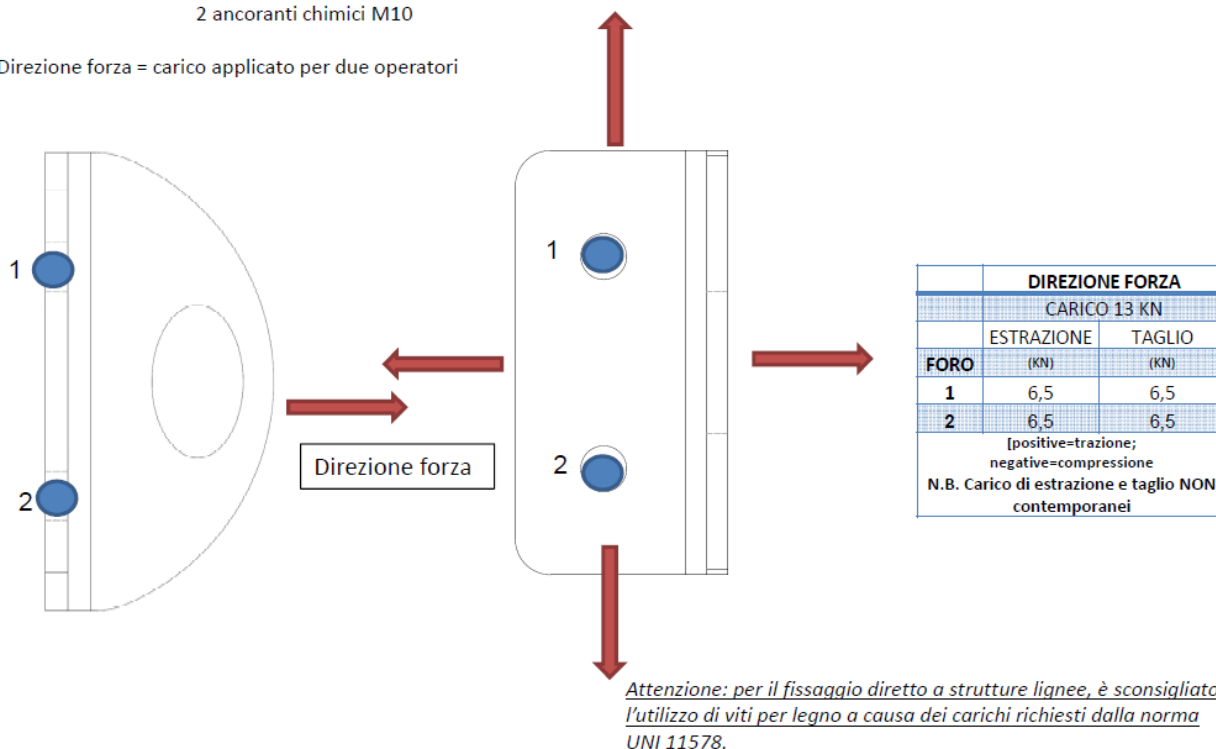 2 ancoranti chimici M10
Direzione forza = carico applicato per due operatori
1
2
Direzione forza
1
2
DIREZIONE FORZA
CARICO 13 KN
ESTRAZIONE TAGLIO
FORO (KN) (KN)
1 6,5 6,5
2 6,5 6,5
[positive=trazione;
negative=compressione
N.B. Carico di estrazione e taglio NON
contemporanei
Attenzione: per il fissaggio diretto a strutture lignee, è sconsigliato
l'utilizzo di viti per legno a causa dei carichi richiesti dalla norma
UNI 11578.